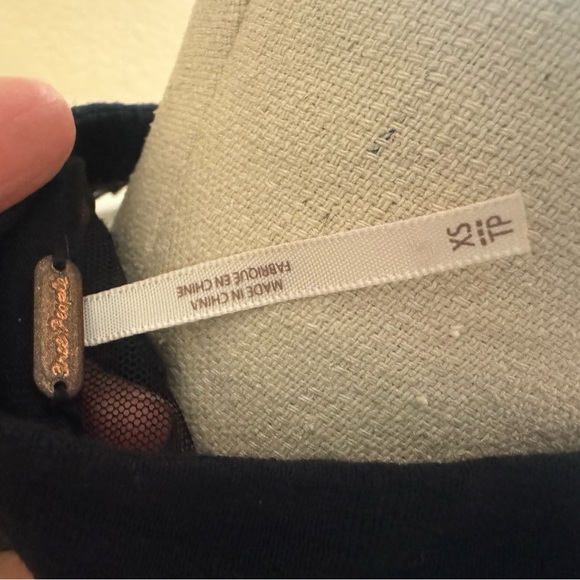 Free People
XS
TP
MADE IN CHINA
FABRIQUÉ EN CHINE